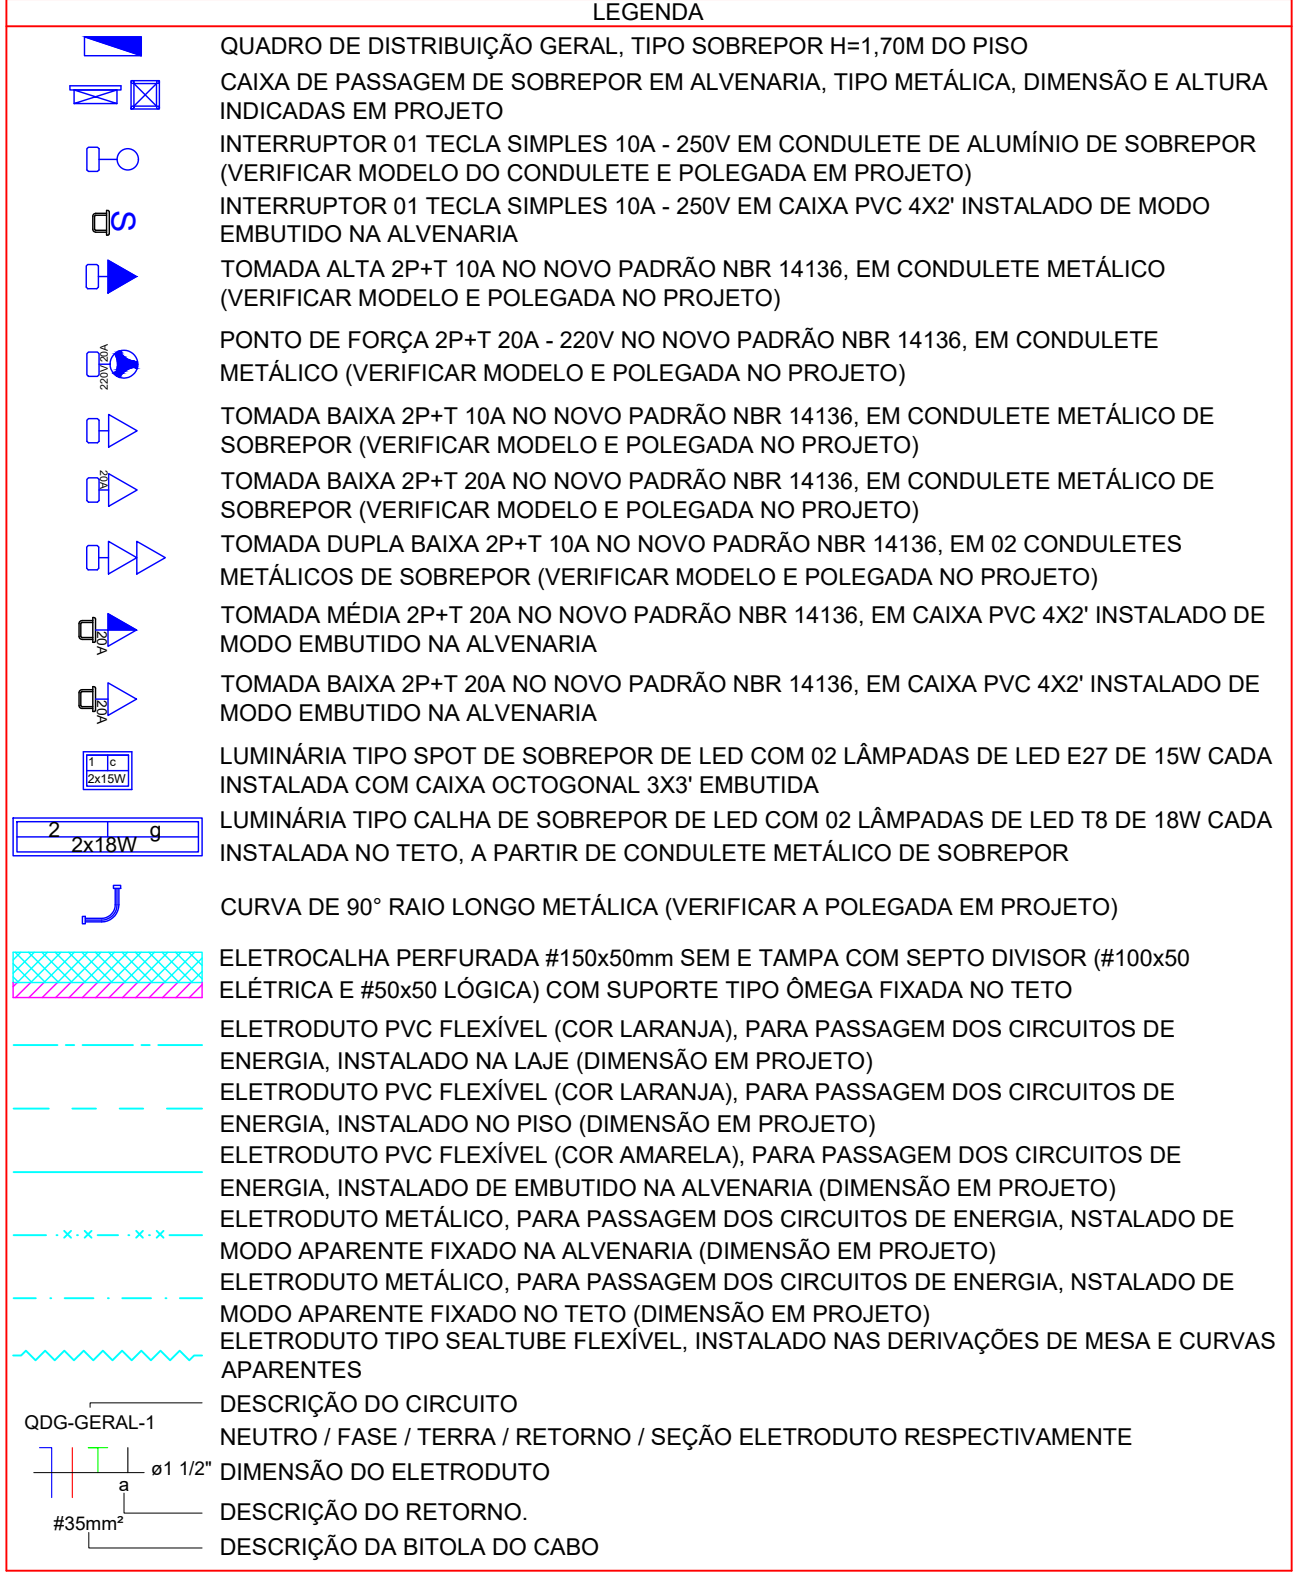 LEGENDA
QUADRO DE DISTRIBUIÇÃO GERAL, TIPO SOBREPOR H=1,70M DO PISO
CAIXA DE PASSAGEM DE SOBREPOR EM ALVENARIA, TIPO METÁLICA, DIMENSÃO E ALTURA
INDICADAS EM PROJETO
INTERRUPTOR 01 TECLA SIMPLES 10A - 250V EM CONDULETE DE ALUMÍNIO DE SOBREPOR
(VERIFICAR MODELO DO CONDULETE E POLEGADA EM PROJETO)
S
INTERRUPTOR 01 TECLA SIMPLES 10A - 250V EM CAIXA PVC 4X2' INSTALADO DE MODO
EMBUTIDO NA ALVENARIA
TOMADA ALTA 2P+T 10A NO NOVO PADRÃO NBR 14136, EM CONDULETE METÁLICO
(VERIFICAR MODELO E POLEGADA NO PROJETO)
220V/20A
PONTO DE FORÇA 2P+T 20A - 220V NO NOVO PADRÃO NBR 14136, EM CONDULETE
METÁLICO (VERIFICAR MODELO E POLEGADA NO PROJETO)
TOMADA BAIXA 2P+T 10A NO NOVO PADRÃO NBR 14136, EM CONDULETE METÁLICO DE
SOBREPOR (VERIFICAR MODELO E POLEGADA NO PROJETO)
20A
TOMADA BAIXA 2P+T 20A NO NOVO PADRÃO NBR 14136, EM CONDULETE METÁLICO DE
SOBREPOR (VERIFICAR MODELO E POLEGADA NO PROJETO)
TOMADA DUPLA BAIXA 2P+T 10A NO NOVO PADRÃO NBR 14136, EM 02 CONDULETES
METÁLICOS DE SOBREPOR (VERIFICAR MODELO E POLEGADA NO PROJETO)
20A
TOMADA MÉDIA 2P+T 20A NO NOVO PADRÃO NBR 14136, EM CAIXA PVC 4X2' INSTALADO DE
MODO EMBUTIDO NA ALVENARIA
20A
TOMADA BAIXA 2P+T 20A NO NOVO PADRÃO NBR 14136, EM CAIXA PVC 4X2' INSTALADO DE
MODO EMBUTIDO NA ALVENARIA
1 c
2x15W
LUMINÁRIA TIPO SPOT DE SOBREPOR DE LED COM 02 LÂMPADAS DE LED E27 DE 15W CADA
INSTALADA COM CAIXA OCTOGONAL 3X3' EMBUTIDA
2 g
2x18W
LUMINÁRIA TIPO CALHA DE SOBREPOR DE LED COM 02 LÂMPADAS DE LED T8 DE 18W CADA
INSTALADA NO TETO, A PARTIR DE CONDULETE METÁLICO DE SOBREPOR
CURVA DE 90° RAIO LONGO METÁLICA (VERIFICAR A POLEGADA EM PROJETO)
ELETROCALHA PERFURADA #150x50mm SEM E TAMPA COM SEPTO DIVISOR (#100x50
ELÉTRICA E #50x50 LÓGICA) COM SUPORTE TIPO ÔMEGA FIXADA NO TETO
ELETRODUTO PVC FLEXÍVEL (COR LARANJA), PARA PASSAGEM DOS CIRCUITOS DE
ENERGIA, INSTALADO NA LAJE (DIMENSÃO EM PROJETO)
ELETRODUTO PVC FLEXÍVEL (COR LARANJA), PARA PASSAGEM DOS CIRCUITOS DE
ENERGIA, INSTALADO NO PISO (DIMENSÃO EM PROJETO)
ELETRODUTO PVC FLEXÍVEL (COR AMARELA), PARA PASSAGEM DOS CIRCUITOS DE
ENERGIA, INSTALADO DE EMBUTIDO NA ALVENARIA (DIMENSÃO EM PROJETO)
ELETRODUTO METÁLICO, PARA PASSAGEM DOS CIRCUITOS DE ENERGIA, NSTALADO DE
MODO APARENTE FIXADO NA ALVENARIA (DIMENSÃO EM PROJETO)
ELETRODUTO METÁLICO, PARA PASSAGEM DOS CIRCUITOS DE ENERGIA, NSTALADO DE
MODO APARENTE FIXADO NO TETO (DIMENSÃO EM PROJETO)
ELETRODUTO TIPO SEALTUBE FLEXÍVEL, INSTALADO NAS DERIVAÇÕES DE MESA E CURVAS
APARENTES
DESCRIÇÃO DO CIRCUITO
QDG-GERAL-1
NEUTRO / FASE / TERRA / RETORNO / SEÇÃO ELETRODUTO RESPECTIVAMENTE
ø1 1/2" DIMENSÃO DO ELETRODUTO
a
DESCRIÇÃO DO RETORNO.
#35mm²
DESCRIÇÃO DA BITOLA DO CABO